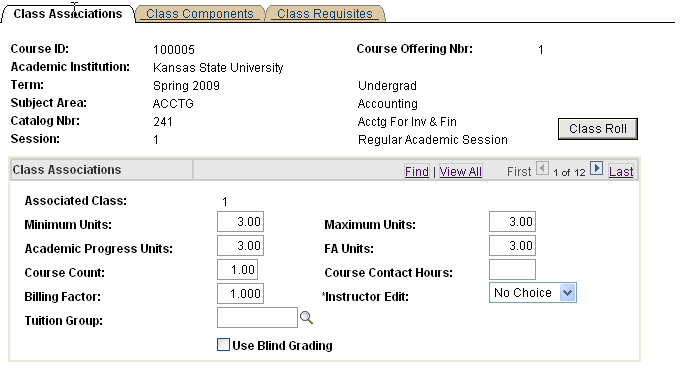 Class Associations Class Components Class Requisites
Course ID: 100005 Course Offering Nbr: 1
Academic Institution: Kansas State University
Term: Spring 2009 Undergrad
Subject Area: ACCTG Accounting
Catalog Nbr: 241 Acctg For Inv & Fin
Class Roll
Session: 1 Regular Academic Session
Class Associations Find | View All First 1 of 12 Last
Associated Class: 1
Minimum Units: 3.00 Maximum Units: 3.00
Academic Progress Units: 3.00 FA Units: 3.00
Course Count: 1.00 Course Contact Hours:
Billing Factor: 1.000 *Instructor Edit: No Choice
Tuition Group:
Use Blind Grading